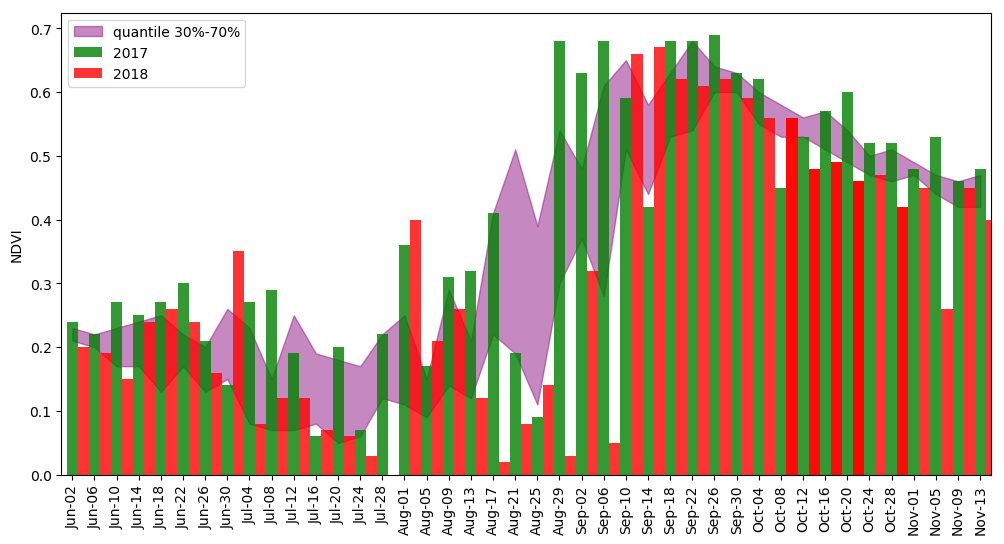 quantile 30%-70%
2017
2018
NDVI
0.7
0.6
0.5
0.4
0.3
0.2
0.1
0.0
Jun-02
Jun-06
Jun-10
Jun-14
Jun-18
Jun-22
Jun-26
Jun-30
Jul-04
Jul-08
Jul-12
Jul-16
Jul-20
Jul-24
Jul-28
Aug-01
Aug-05
Aug-09
Aug-13
Aug-17
Aug-21
Aug-25
Aug-29
Sep-02
Sep-06
Sep-10
Sep-14
Sep-18
Sep-22
Sep-26
Sep-30
Oct-04
Oct-08
Oct-12
Oct-16
Oct-20
Oct-24
Oct-28
Nov-01
Nov-05
Nov-09
Nov-13